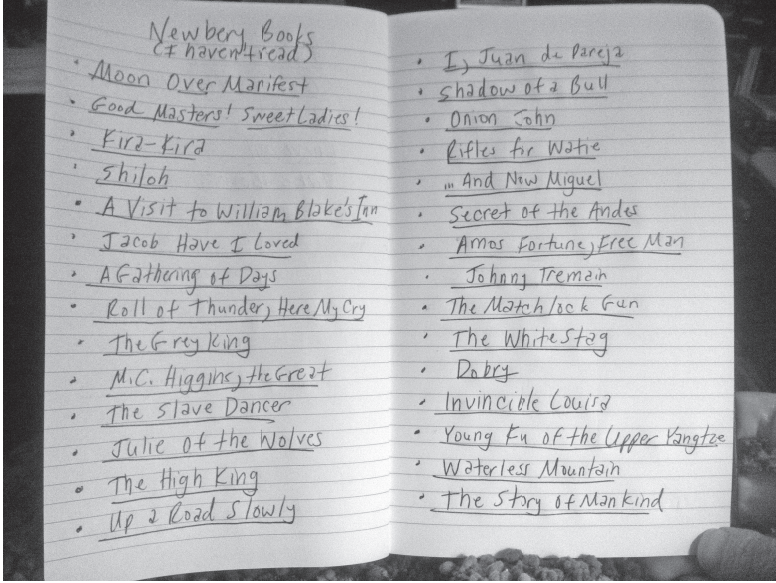 Newbery Books
(I haven't read)
• Moon Over Manifest
• Good Masters! Sweet Ladies!
• Kira-Kira
• Shiloh
• A Visit to William Blake's Inn
• Jacob Have I Loved
• A Gathering of Days
• Roll of Thunder, Here My Cry
• The Grey King
• M.C. Higgins, the Great
• The Slave Dancer
• Julie of the Wolves
• The High King
• Up a Road Slowly
• I, Juan de Pareja
• Shadow of a Bull
• Onion John
• Rifles for Watie
• ... And Now Miguel
• Secret of the Andes
• Amos Fortune, Free Man
• Johnny Tremain
• The Matchlock Gun
• The White Stag
• Dobry
• Invincible Louisa
• Young Fu of the Upper Yangtze
• Waterless Mountain
• The Story of Mankind